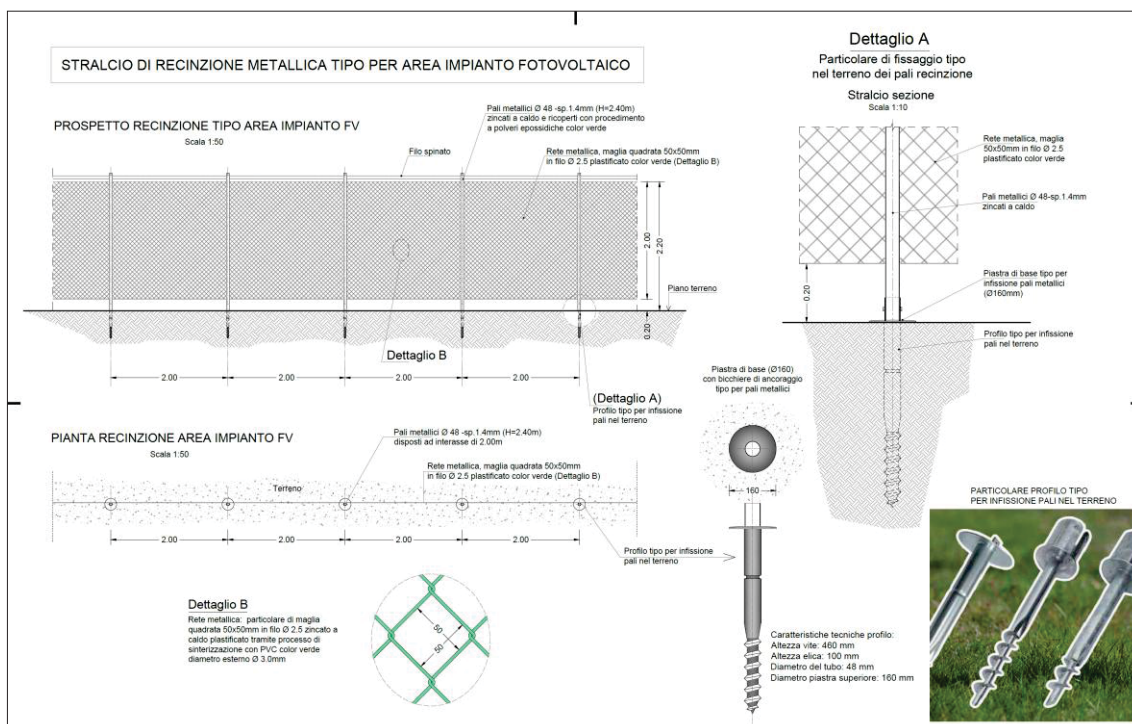 STRALCIO DI RECINZIONE METALLICA TIPO PER AREA IMPIANTO FOTOVOLTAICO
PROSPETTO RECINZIONE TIPO AREA IMPIANTO FV
Scala 1:50
Pali metallici Ø 48 -sp.1.4mm (H=2.40m)
zincati a caldo e ricoperti con procedimento
a polveri epossidiche color verde
Filo spinato
Rete metallica, maglia quadrata 50x50mm
in filo Ø 2.5 plastificato color verde (Dettaglio B)
2.00
2.20
Piano terreno
0.20
Dettaglio B
2.00
2.00
2.00
2.00
(Dettaglio A)
Profilo tipo per infissione
pali nel terreno
PIANTA RECINZIONE AREA IMPIANTO FV
Scala 1:50
Pali metallici Ø 48 -sp.1.4mm (H=2.40m)
disposti ad interasse di 2.00m
Rete metallica, maglia quadrata 50x50mm
in filo Ø 2.5 plastificato color verde (Dettaglio B)
Terreno
2.00
2.00
2.00
2.00
Profilo tipo per infissione
pali nel terreno
Dettaglio B
Rete metallica: particolare di maglia
quadrata 50x50mm in filo Ø 2.5 zincato a
caldo plastificato tramite processo di
sinterizzazione con PVC color verde
diametro esterno Ø 3.0mm
50
50
Dettaglio A
Particolare di fissaggio tipo
nel terreno dei pali recinzione
Stralcio sezione
Scala 1:10
Rete metallica, maglia
50x50mm in filo Ø 2.5
plastificato color verde
Pali metallici Ø 48-sp.1.4mm
zincati a caldo
0.20
Piastra di base tipo per
infissione pali metallici
(Ø160mm)
Profilo tipo per infissione
pali nel terreno
Piastra di base (Ø160)
con bicchiere di ancoraggio
tipo per pali metallici
160
Caratteristiche tecniche profilo:
Altezza vite: 460 mm
Altezza elica: 100 mm
Diametro del tubo: 48 mm
Diametro piastra superiore: 160 mm
PARTICOLARE PROFILO TIPO
PER INFISSIONE PALI NEL TERRENO